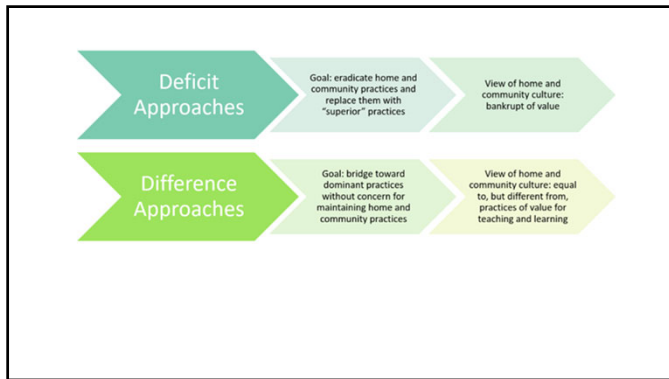 Deficit
Approaches
Goal: eradicate home and
community practices and
replace them with
“superior” practices
View of home and
community culture:
bankrupt of value
Difference
Approaches
Goal: bridge toward
dominant practices
without concern for
maintaining home and
community practices
View of home and
community culture: equal
to, but different from,
practices of value for
teaching and learning